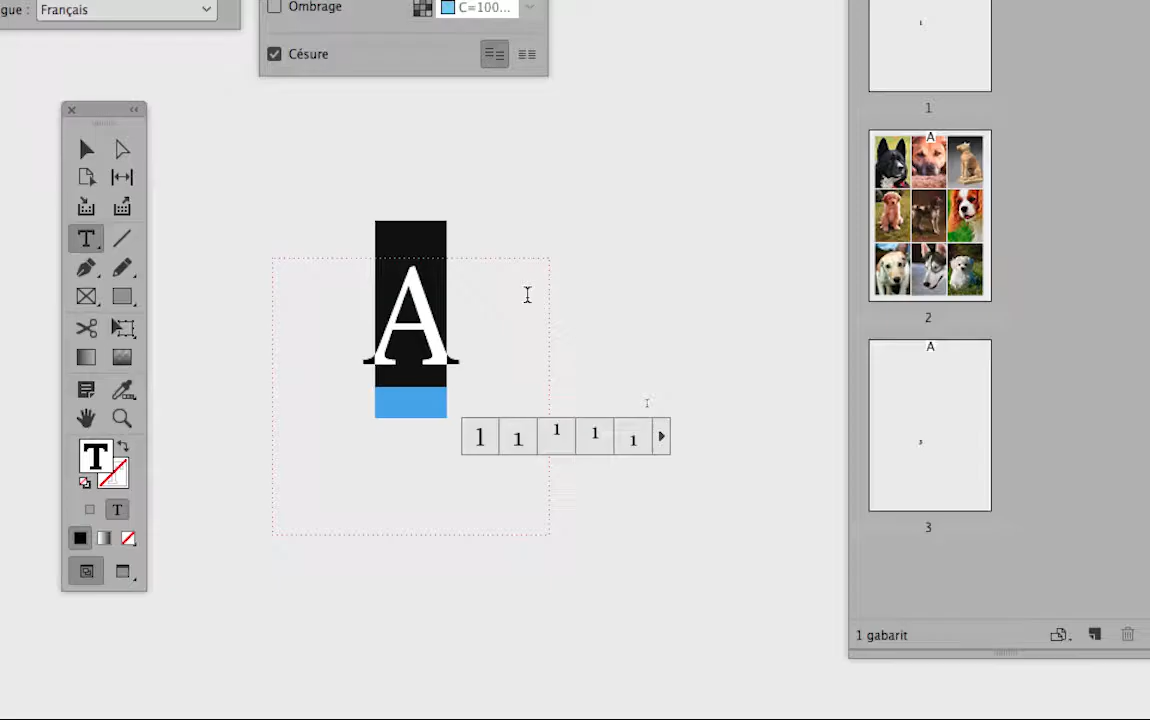 gue : Français
Ombrage
C=100...
Césure
1
A
2
A
3
A
1 1 1 1 1
T
T
T
1 gabarit